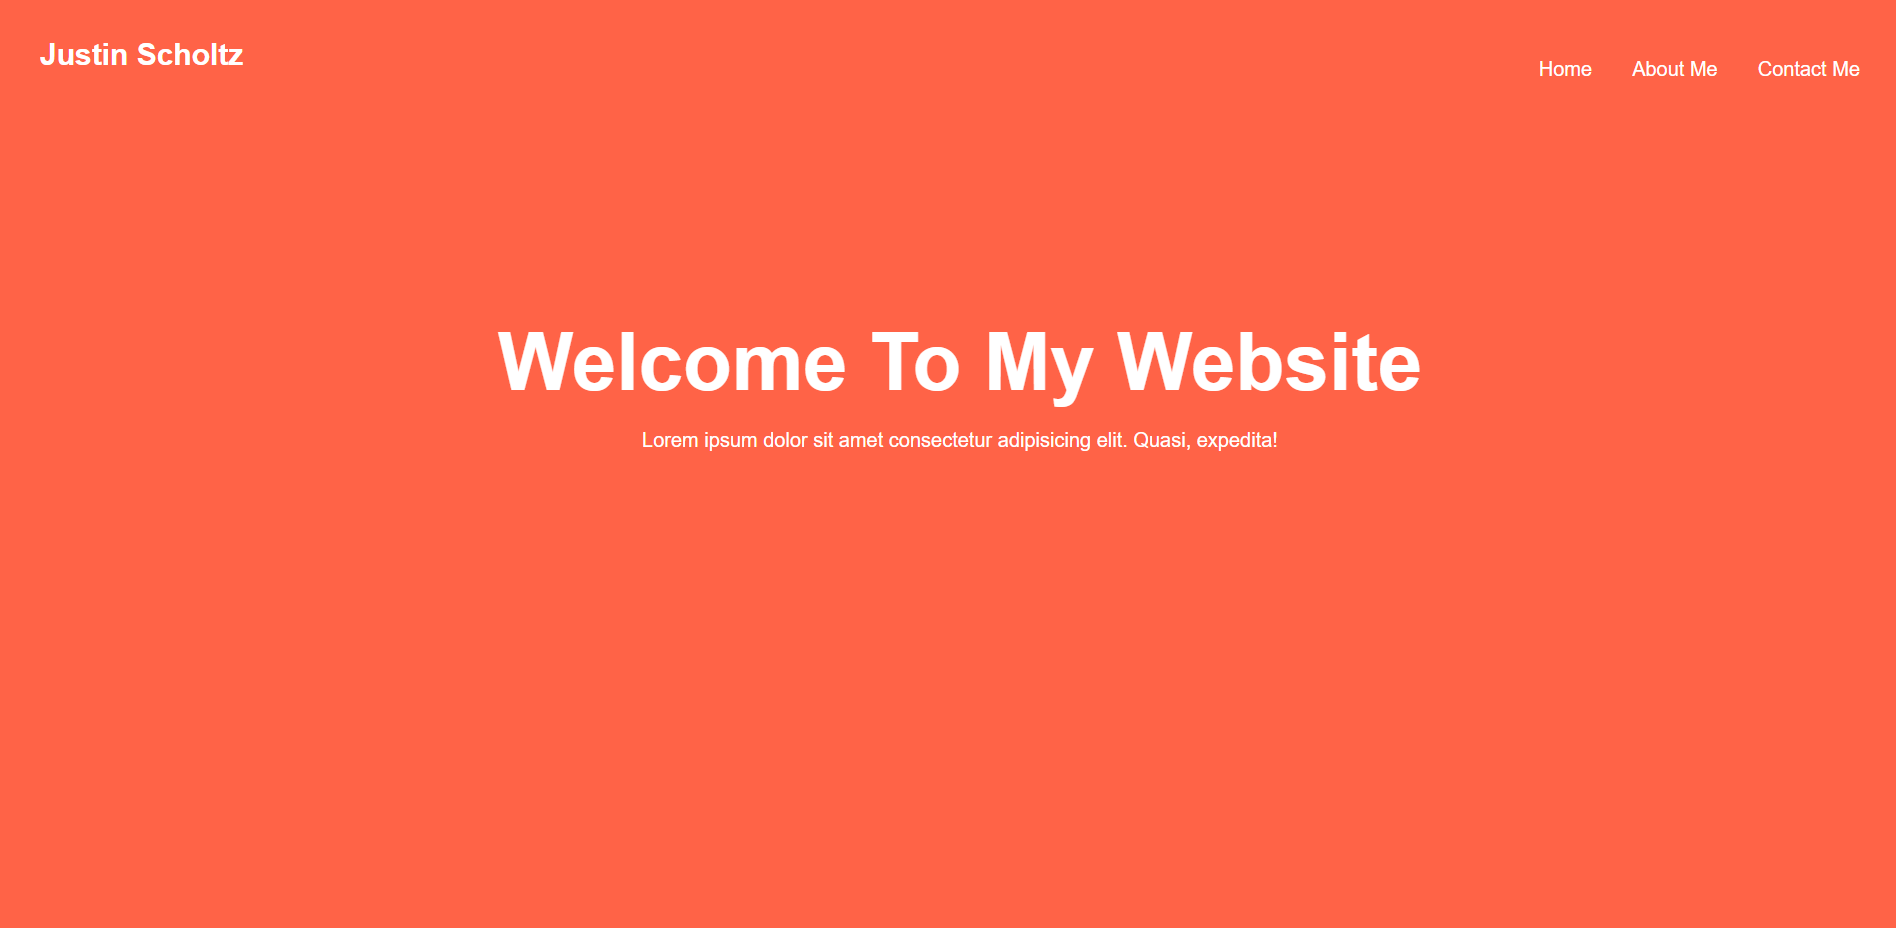 Justin Scholtz
Home About Me Contact Me
Welcome To My Website
Lorem ipsum dolor sit amet consectetur adipisicing elit. Quasi, expedita!